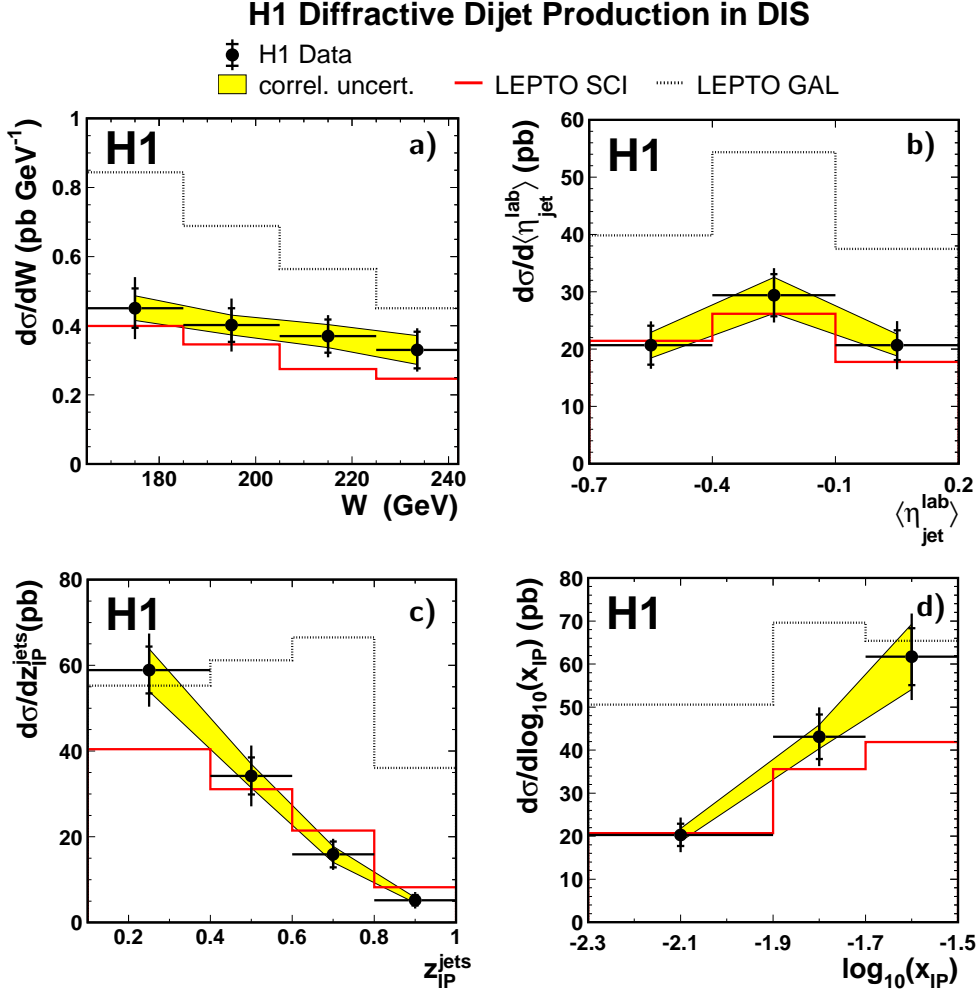 H1 Diffractive Dijet Production in DIS
H1 Data
correl. uncert. LEPTO SCI LEPTO GAL
H1 a)
dσ/dW (pb GeV⁻¹)
1
0.8
0.6
0.4
0.2
0
180 200 220 240
W (GeV)
H1 b)
dσ/d⟨η_jet^lab⟩ (pb)
60
50
40
30
20
10
0
-0.7 -0.4 -0.1 0.2
⟨η_jet^lab⟩
H1 c)
dσ/dz_IP^jets(pb)
80
60
40
20
0
0.2 0.4 0.6 0.8 1
z_IP^jets
H1 d)
dσ/dlog₁₀(x_IP) (pb)
80
70
60
50
40
30
20
10
0
-2.3 -2.1 -1.9 -1.7 -1.5
log₁₀(x_IP)